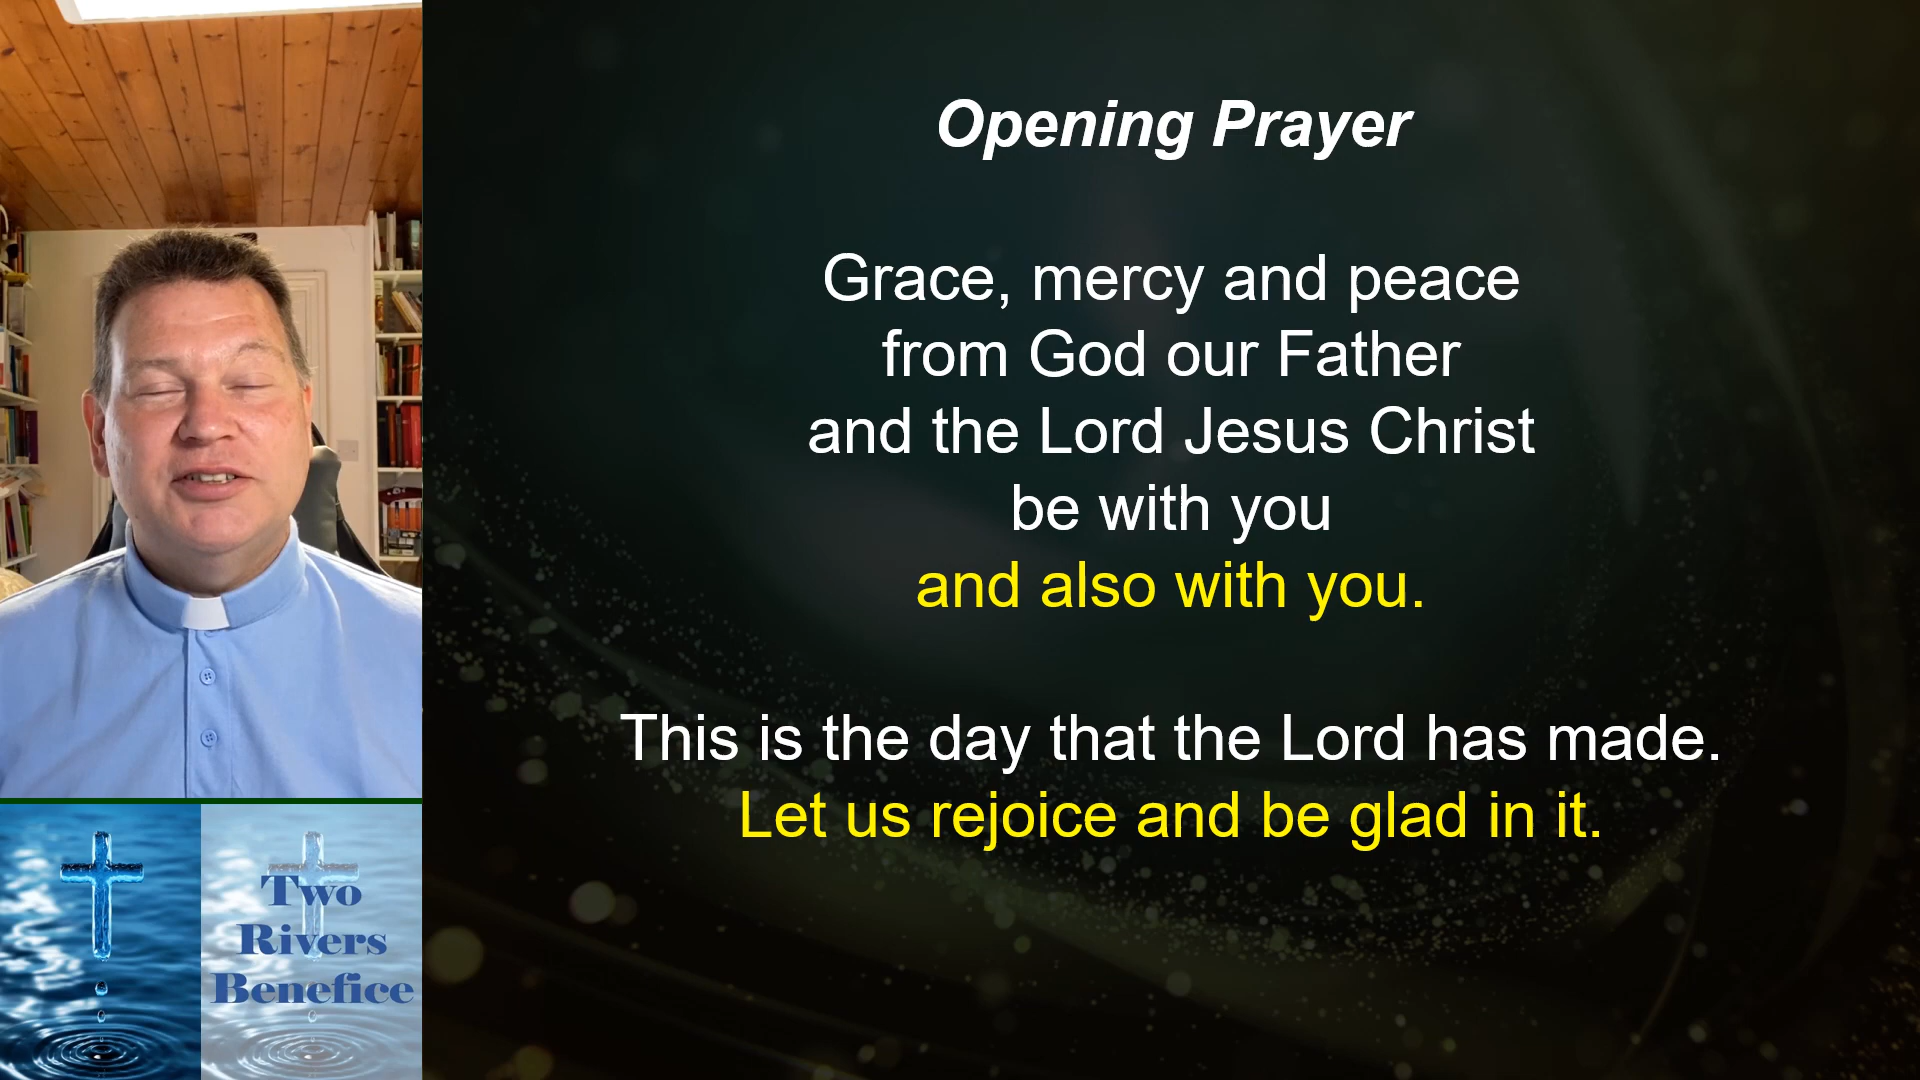 Opening Prayer
Grace, mercy and peace
from God our Father
and the Lord Jesus Christ
be with you
and also with you.
This is the day that the Lord has made.
Let us rejoice and be glad in it.
Two
Rivers
Benefice